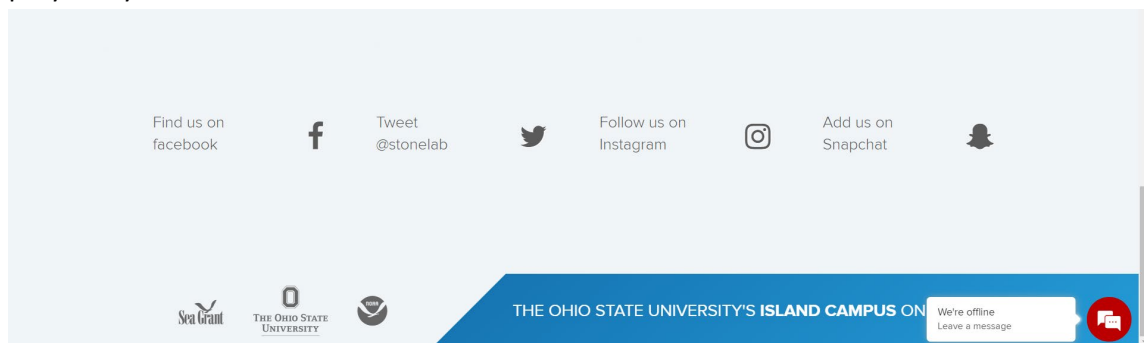 Find us on
facebook
Tweet
@stonelab
Follow us on
Instagram
Add us on
Snapchat
Sea Grant
THE OHIO STATE
UNIVERSITY
NOAA
THE OHIO STATE UNIVERSITY'S ISLAND CAMPUS ON
We're offline
Leave a message